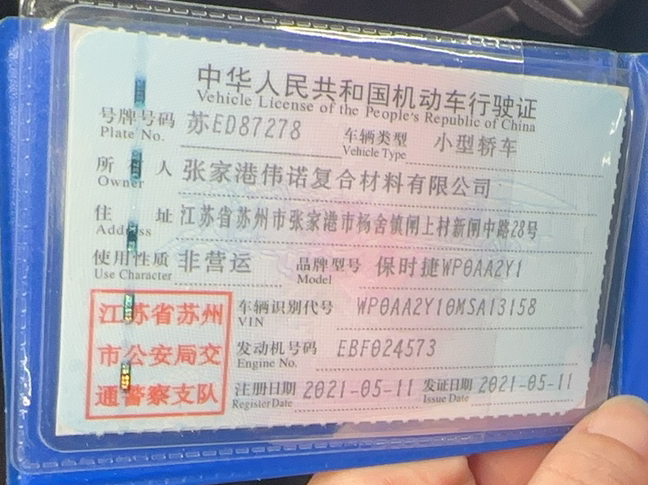 中华人民共和国机动车行驶证
Vehicle License of the People's Republic of China
号牌号码 苏ED87278 车辆类型 小型轿车
Plate No. Vehicle Type
所有人 张家港伟诺复合材料有限公司
Owner
住址 江苏省苏州市张家港市杨舍镇闸上村新闸中路28号
Address
使用性质 非营运 品牌型号 保时捷WP0AA2Y1
Use Character Model
江苏省苏州 车辆识别代号 WP0AA2Y10MSA13158
VIN
市公安局交 发动机号码 EBF024573
Engine No.
通警察支队 注册日期 2021-05-11 发证日期 2021-05-11
Register Date Issue Date